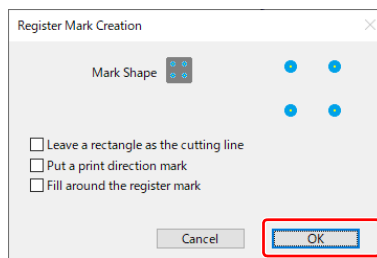 Register Mark Creation
Mark Shape
Leave a rectangle as the cutting line
Put a print direction mark
Fill around the register mark
Cancel
OK